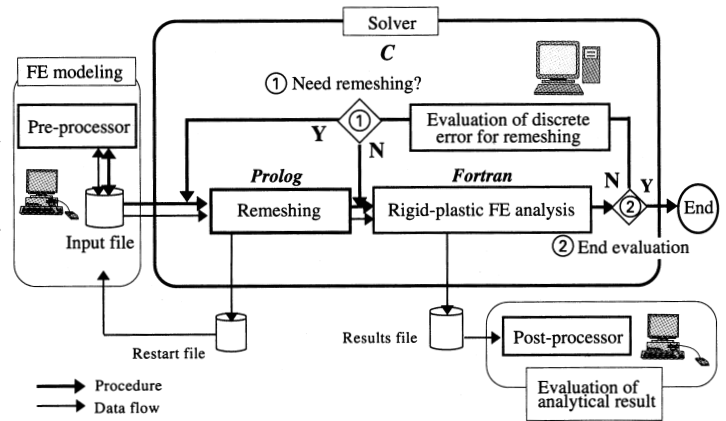 Solver
C
FE modeling
① Need remeshing?
Pre-processor
①
Evaluation of discrete
error for remeshing
Y
N
Prolog
Fortran
N
Y
Remeshing
Rigid-plastic FE analysis
②
End
Input file
② End evaluation
Restart file
Results file
Post-processor
Procedure
Data flow
Evaluation of
analytical result